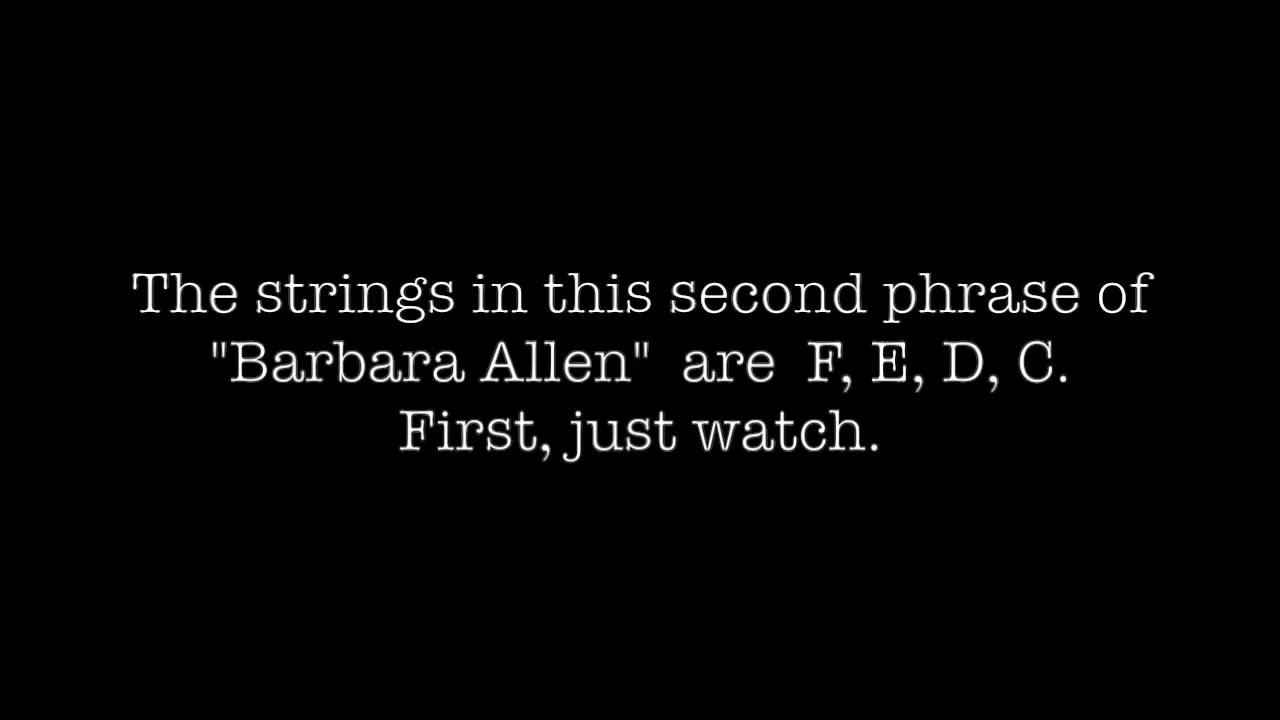 The strings in this second phrase of
"Barbara Allen"  are  F, E, D, C.
First, just watch.